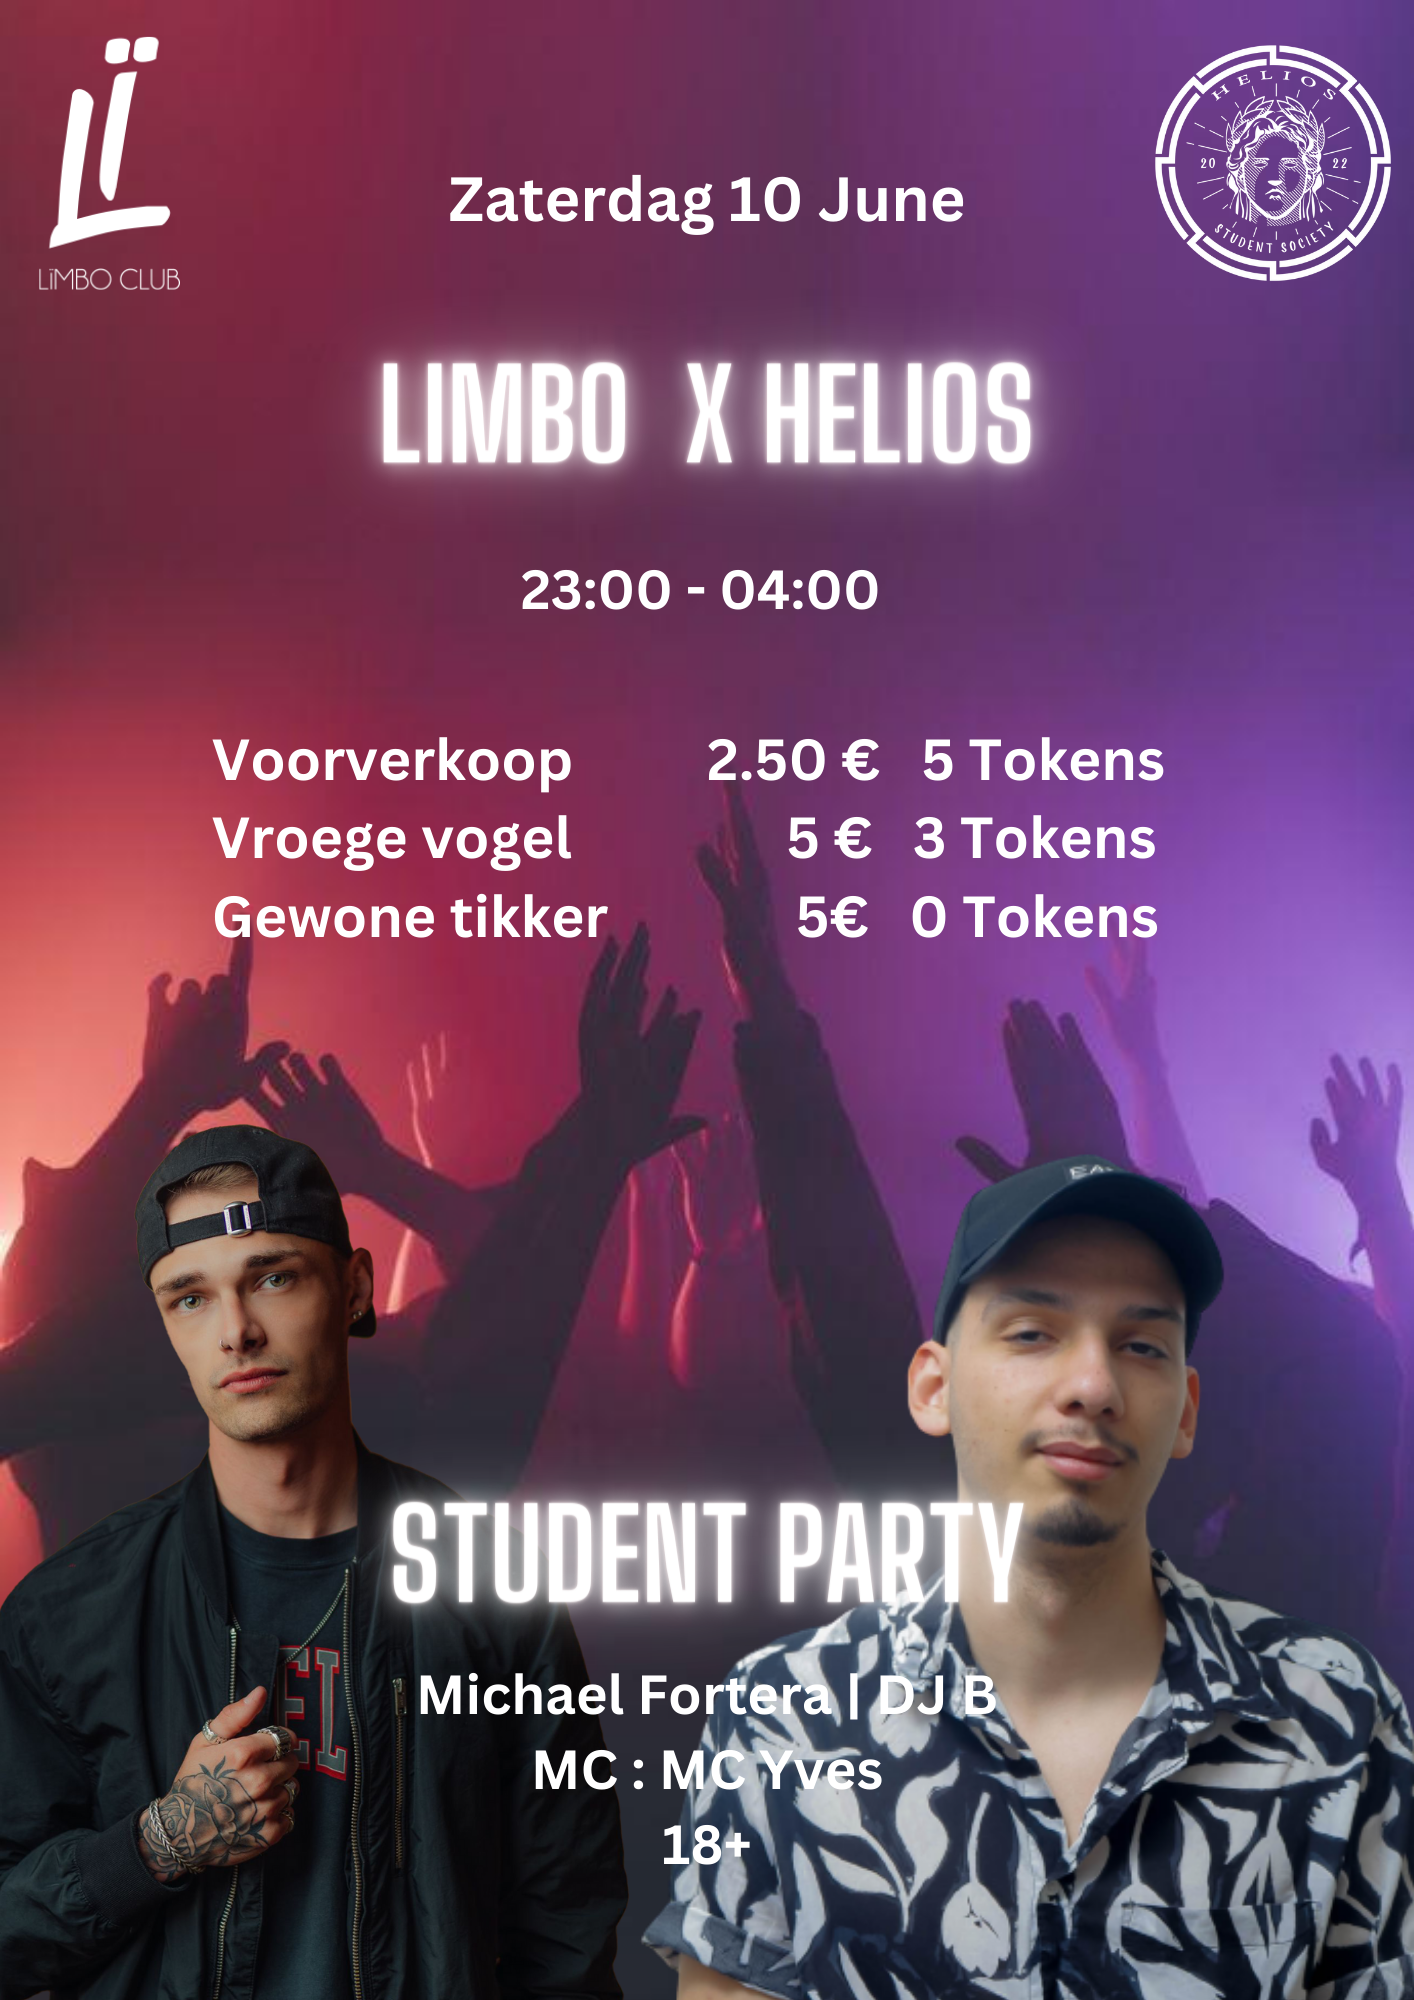 LÏ
LÏMBO CLUB
HELIOS
20 22
STUDENT SOCIETY
Zaterdag 10 June
LIMBO X HELIOS
23:00 - 04:00
Voorverkoop 2.50 € 5 Tokens
Vroege vogel 5 € 3 Tokens
Gewone tikker 5€ 0 Tokens
STUDENT PARTY
Michael Fortera | DJ B
MC : MC Yves
18+